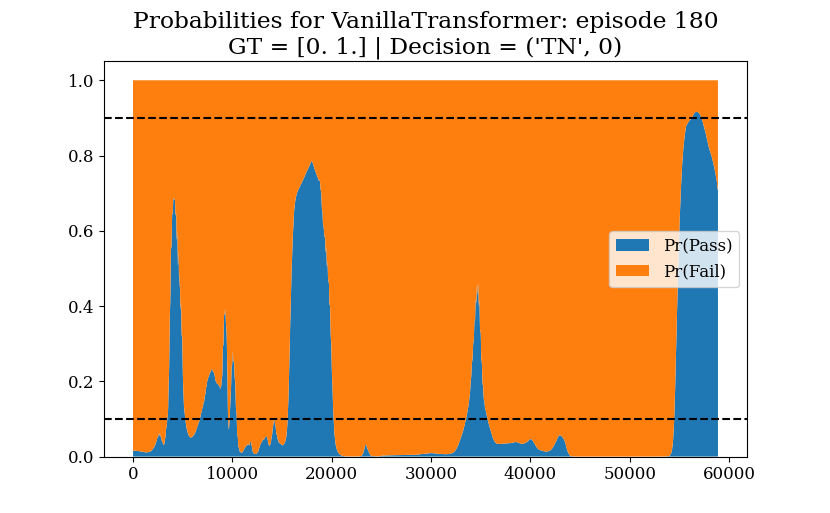 Probabilities for VanillaTransformer: episode 180
GT = [0. 1.] | Decision = ('TN', 0)
1.0
0.8
0.6
0.4
0.2
0.0
Pr(Pass)
Pr(Fail)
0 10000 20000 30000 40000 50000 60000